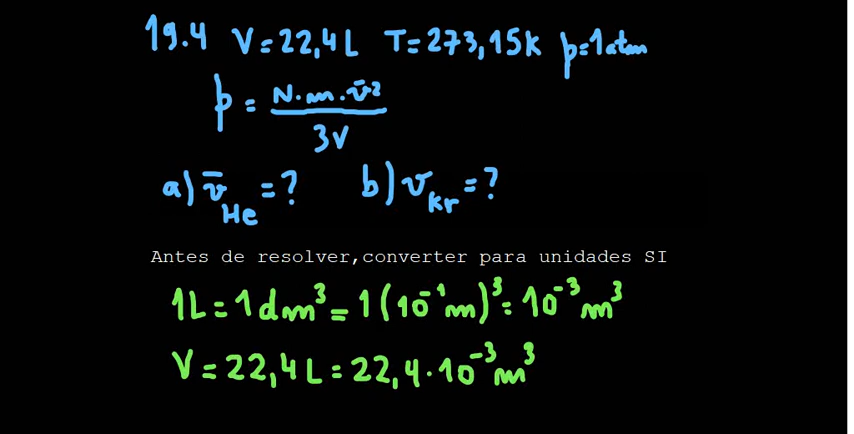 19.4 V=22,4L T=273,15K p=1atm
p = N·m·v̄²
3V
a) v̄He = ? b) vKr = ?
Antes de resolver,converter para unidades SI
1L = 1dm³ = 1(10⁻¹m)³ = 10⁻³m³
V = 22,4L = 22,4·10⁻³m³